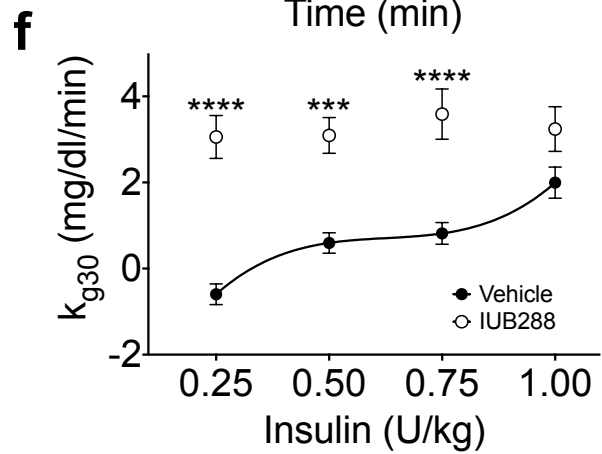 Time (min)
f
**** *** ****
k_g30 (mg/dl/min)
4
2
0
-2
Vehicle
IUB288
0.25 0.50 0.75 1.00
Insulin (U/kg)